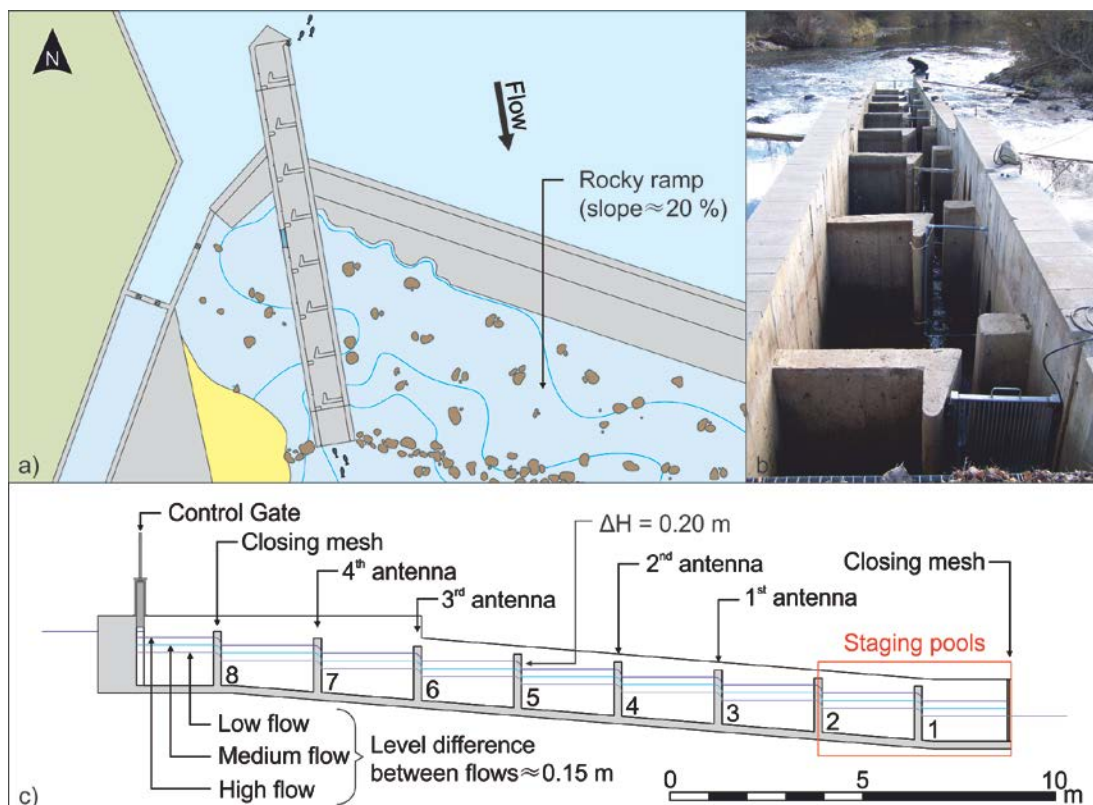 N
Flow
Rocky ramp
(slope≈20 %)
a)
b)
Control Gate
Closing mesh
4th antenna
3rd antenna
ΔH = 0.20 m
2nd antenna
1st antenna
Closing mesh
Staging pools
8
7
6
5
4
3
2
1
Low flow
Medium flow
High flow
Level difference
between flows≈0.15 m
0
5
10
m
c)